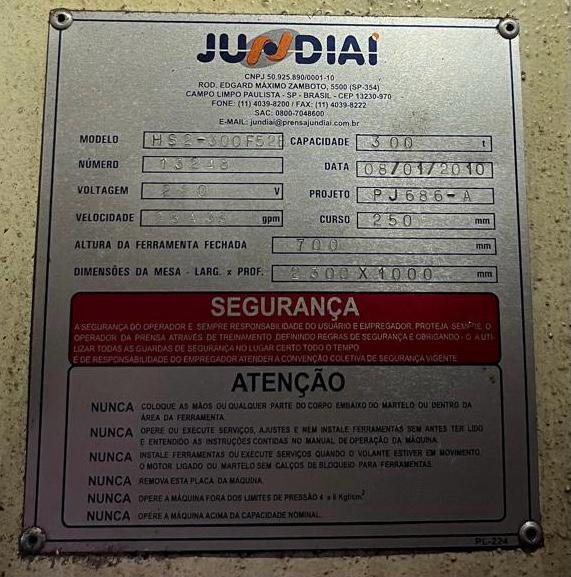 JUNDIAÍ
CNPJ 50.925.890/0001-10
ROD. EDGARD MÁXIMO ZAMBOTO, 5500 (SP-354)
CAMPO LIMPO PAULISTA - SP - BRASIL - CEP 13230-970
FONE: (11) 4039-8200 / FAX: (11) 4039-8222
SAC: 0800-7048600
E-MAIL: jundiai@prensajundiai.com.br
MODELO HS2-300F52E CAPACIDADE 300 t
NÚMERO 13248 DATA 08/01/2010
VOLTAGEM 220 V PROJETO PJ686-A
VELOCIDADE gpm CURSO 250 mm
ALTURA DA FERRAMENTA FECHADA 700 mm
DIMENSÕES DA MESA - LARG. x PROF. 2300X1000 mm
SEGURANÇA
A SEGURANÇA DO OPERADOR E SEMPRE RESPONSABILIDADE DO USUÁRIO E EMPREGADOR. PROTEJA SEMPRE O
OPERADOR DA PRENSA ATRAVÉS DE TREINAMENTO, DEFININDO REGRAS DE SEGURANÇA E OBRIGANDO - O A UTI-
LIZAR TODAS AS GUARDAS DE SEGURANÇA NO LUGAR CERTO TODO O TEMPO.
E DE RESPONSABILIDADE DO EMPREGADOR ATENDER A CONVENÇÃO COLETIVA DE SEGURANÇA VIGENTE
ATENÇÃO
NUNCA COLOQUE AS MÃOS OU QUALQUER PARTE DO CORPO EMBAIXO DO MARTELO OU DENTRO DA
ÁREA DA FERRAMENTA.
NUNCA OPERE OU EXECUTE SERVIÇOS, AJUSTES E NEM INSTALE FERRAMENTAS SEM ANTES TER LIDO
E ENTENDIDO AS INSTRUÇÕES CONTIDAS NO MANUAL DE OPERAÇÃO DA MÁQUINA.
NUNCA INSTALE FERRAMENTAS OU EXECUTE SERVIÇOS QUANDO O VOLANTE ESTIVER EM MOVIMENTO,
O MOTOR LIGADO OU MARTELO SEM CALÇOS DE BLOQUEIO PARA FERRAMENTAS.
NUNCA REMOVA ESTA PLACA DA MÁQUINA.
NUNCA OPERE A MÁQUINA FORA DOS LIMITES DE PRESSÃO 4 a 6 Kgf/cm²
NUNCA OPERE A MÁQUINA ACIMA DA CAPACIDADE NOMINAL.
PL-224